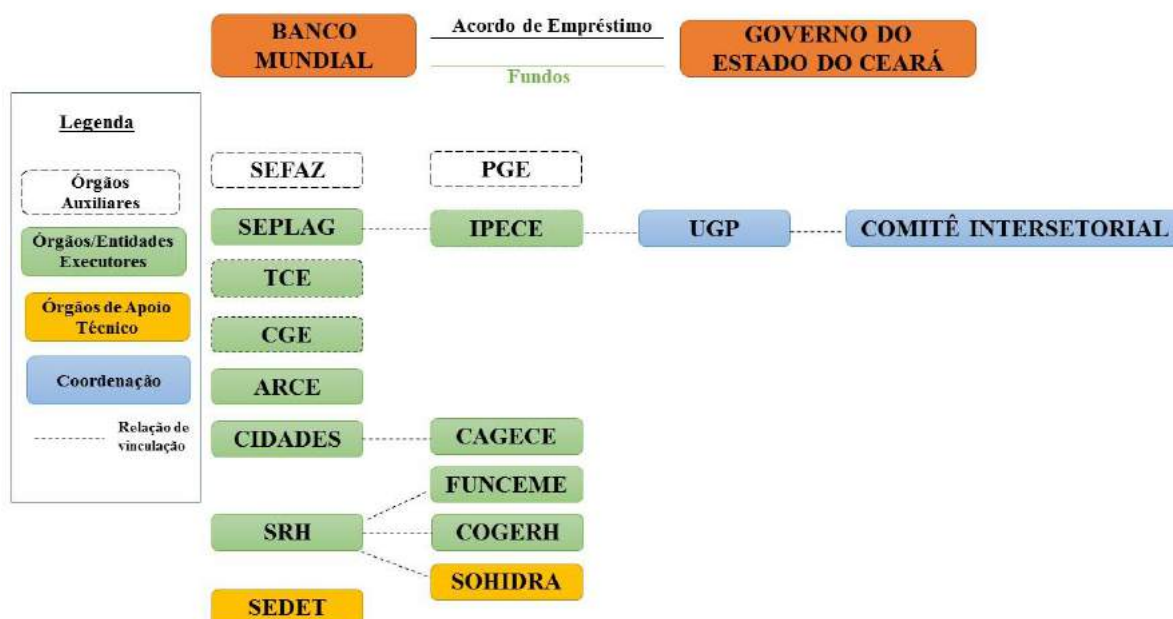 BANCO
MUNDIAL
Acordo de Empréstimo
Fundos
GOVERNO DO
ESTADO DO CEARÁ
Legenda
Órgãos
Auxiliares
Órgãos/Entidades
Executores
Órgãos de Apoio
Técnico
Coordenação
Relação de
vinculação
SEFAZ
PGE
SEPLAG
IPECE
UGP
COMITÊ INTERSETORIAL
TCE
CGE
ARCE
CIDADES
CAGECE
FUNCEME
SRH
COGERH
SOHIDRA
SEDET